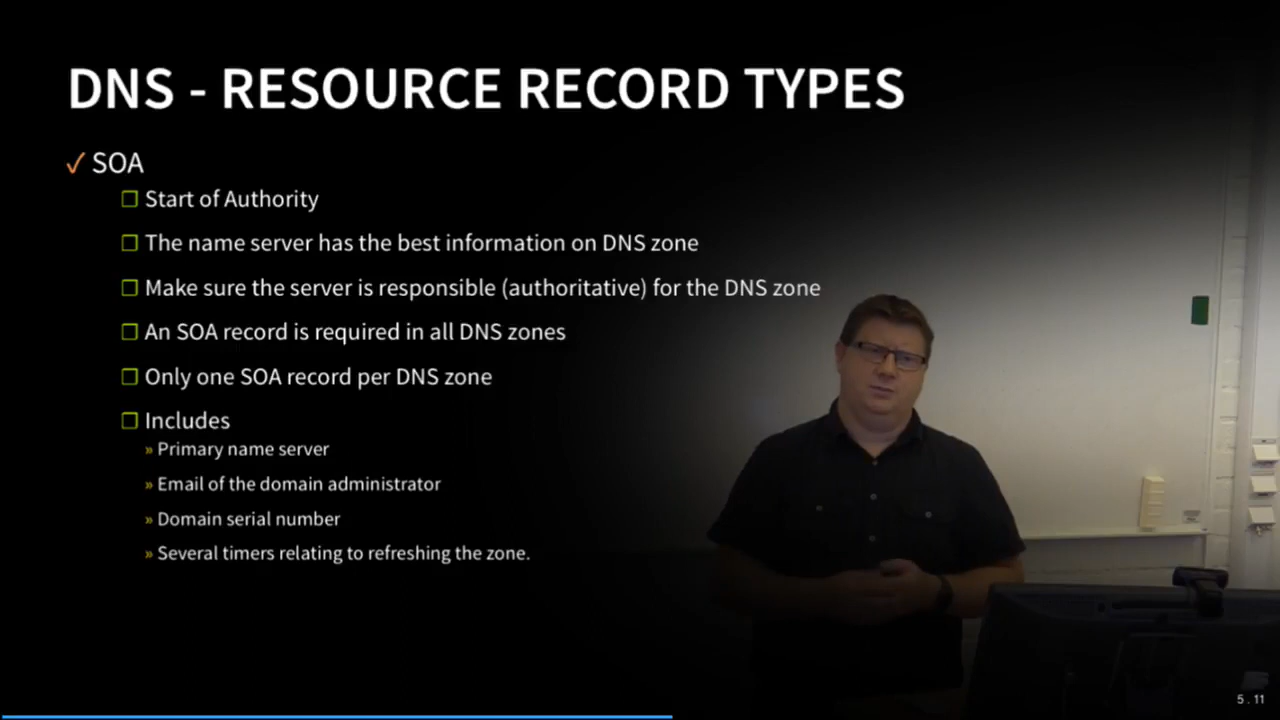 DNS - RESOURCE RECORD TYPES
✓ SOA
❐ Start of Authority
❐ The name server has the best information on DNS zone
❐ Make sure the server is responsible (authoritative) for the DNS zone
❐ An SOA record is required in all DNS zones
❐ Only one SOA record per DNS zone
❐ Includes
» Primary name server
» Email of the domain administrator
» Domain serial number
» Several timers relating to refreshing the zone.
5 . 11